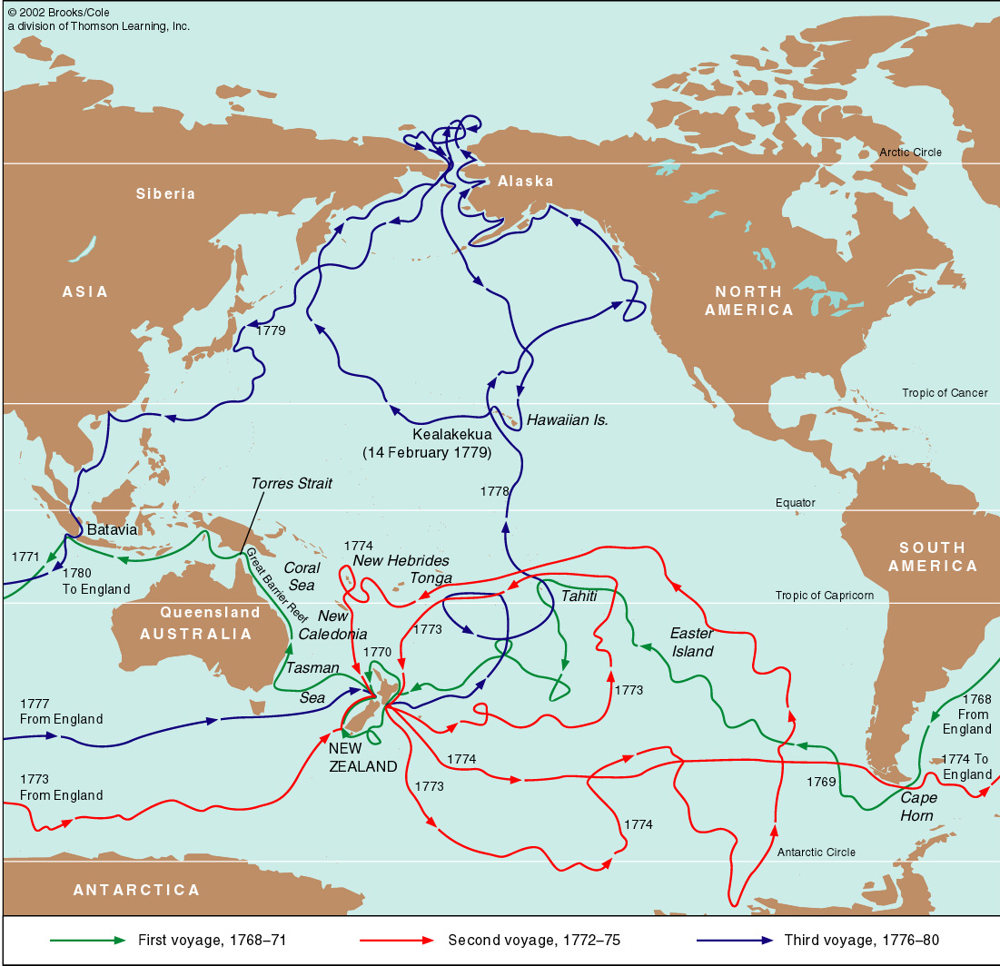 © 2002 Brooks/Cole
a division of Thomson Learning, Inc.
Arctic Circle
Siberia
Alaska
ASIA
NORTH
AMERICA
1779
Tropic of Cancer
Hawaiian Is.
Kealakekua
(14 February 1779)
Torres Strait
1778
Equator
Batavia
1771
1780
To England
1774
New Hebrides
Tonga
Coral
Sea
Great Barrier Reef
SOUTH
AMERICA
Tahiti
Tropic of Capricorn
Queensland
AUSTRALIA
New
Caledonia
1773
Easter
Island
1770
Tasman
Sea
1773
1777
From England
1768
From
England
NEW
ZEALAND
1774
1774 To
England
1773
From England
1773
1769
Cape
Horn
1774
Antarctic Circle
ANTARCTICA
First voyage, 1768–71
Second voyage, 1772–75
Third voyage, 1776–80